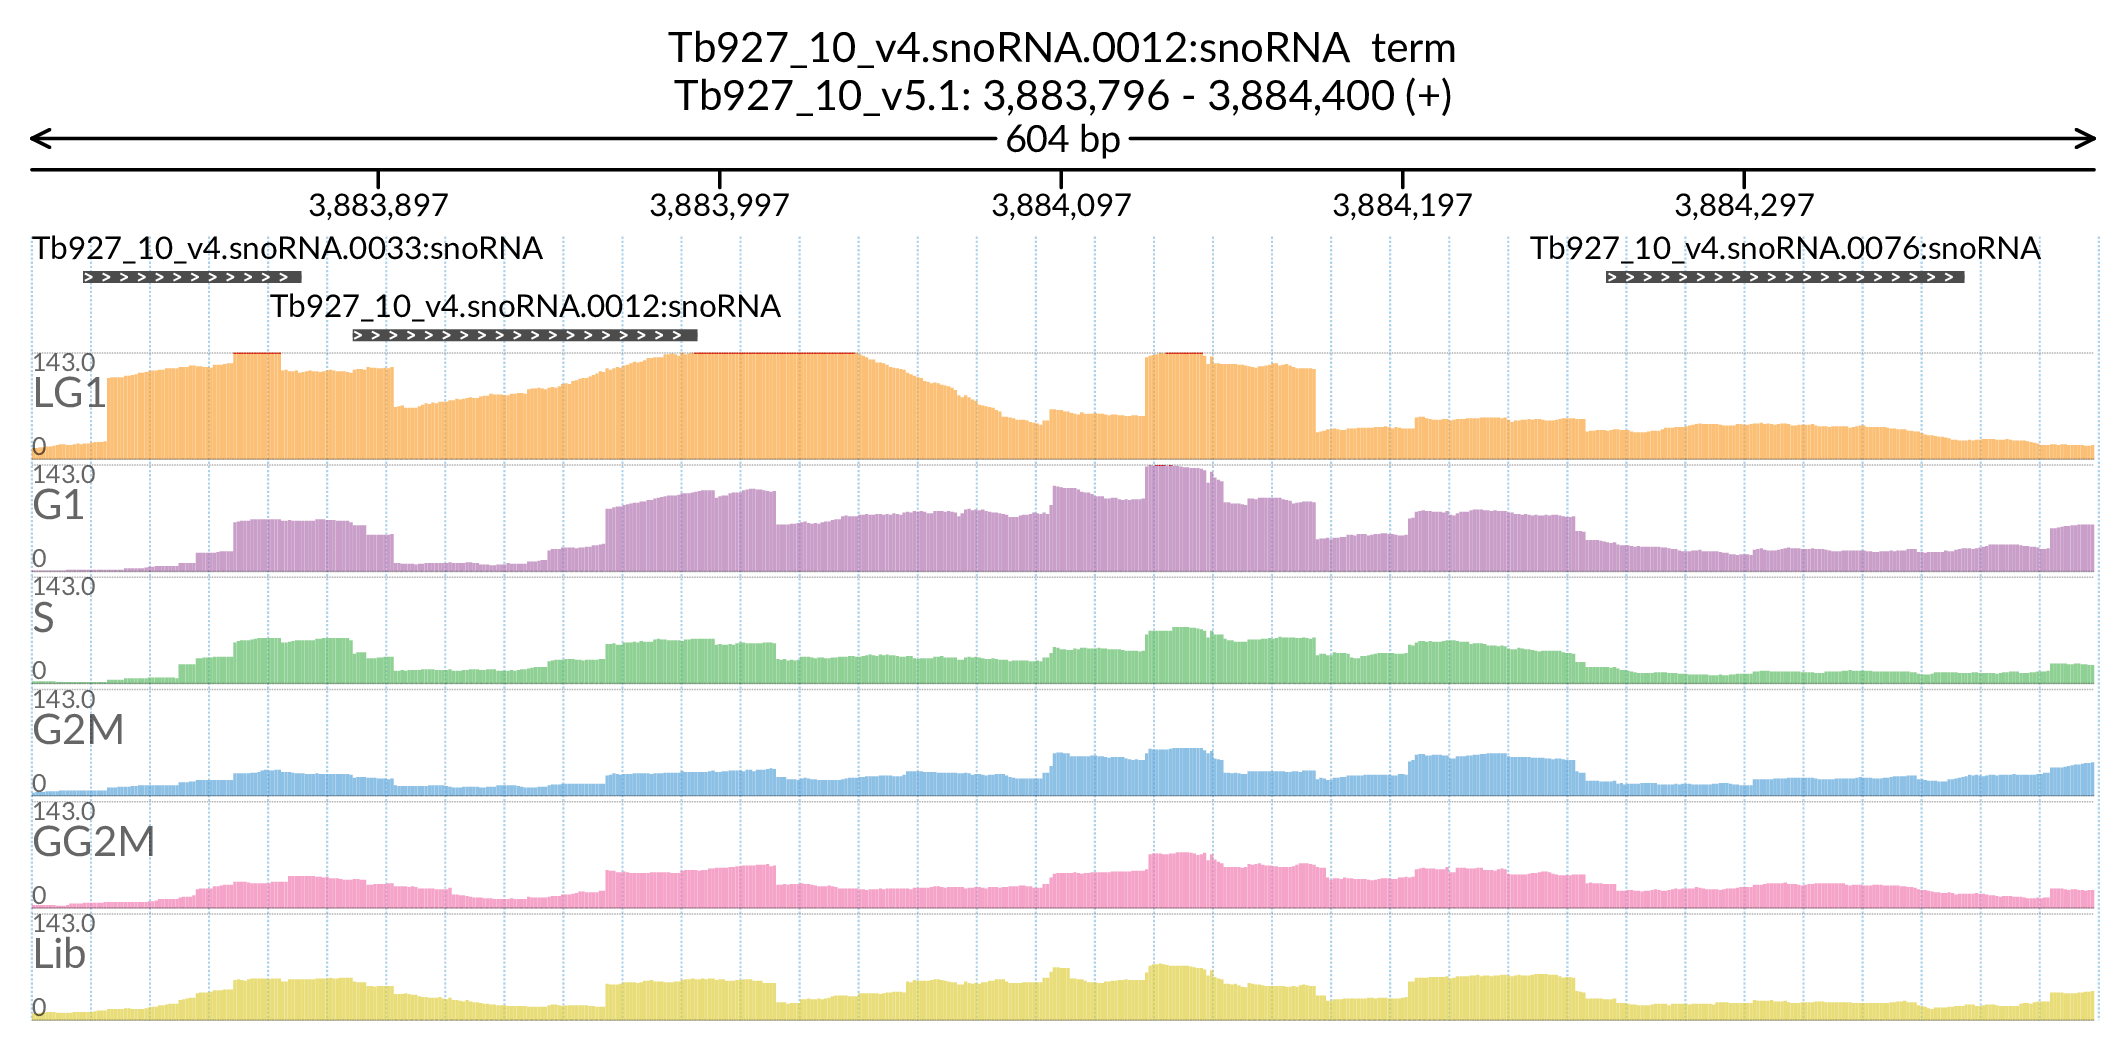 Tb927_10_v4.snoRNA.0012:snoRNA  term
Tb927_10_v5.1: 3,883,796 - 3,884,400 (+)
604 bp
3,883,897 3,883,997 3,884,097 3,884,197 3,884,297
Tb927_10_v4.snoRNA.0033:snoRNA Tb927_10_v4.snoRNA.0076:snoRNA
Tb927_10_v4.snoRNA.0012:snoRNA
143.0
LG1
0
143.0
G1
0
143.0
S
0
143.0
G2M
0
143.0
GG2M
0
143.0
Lib
0